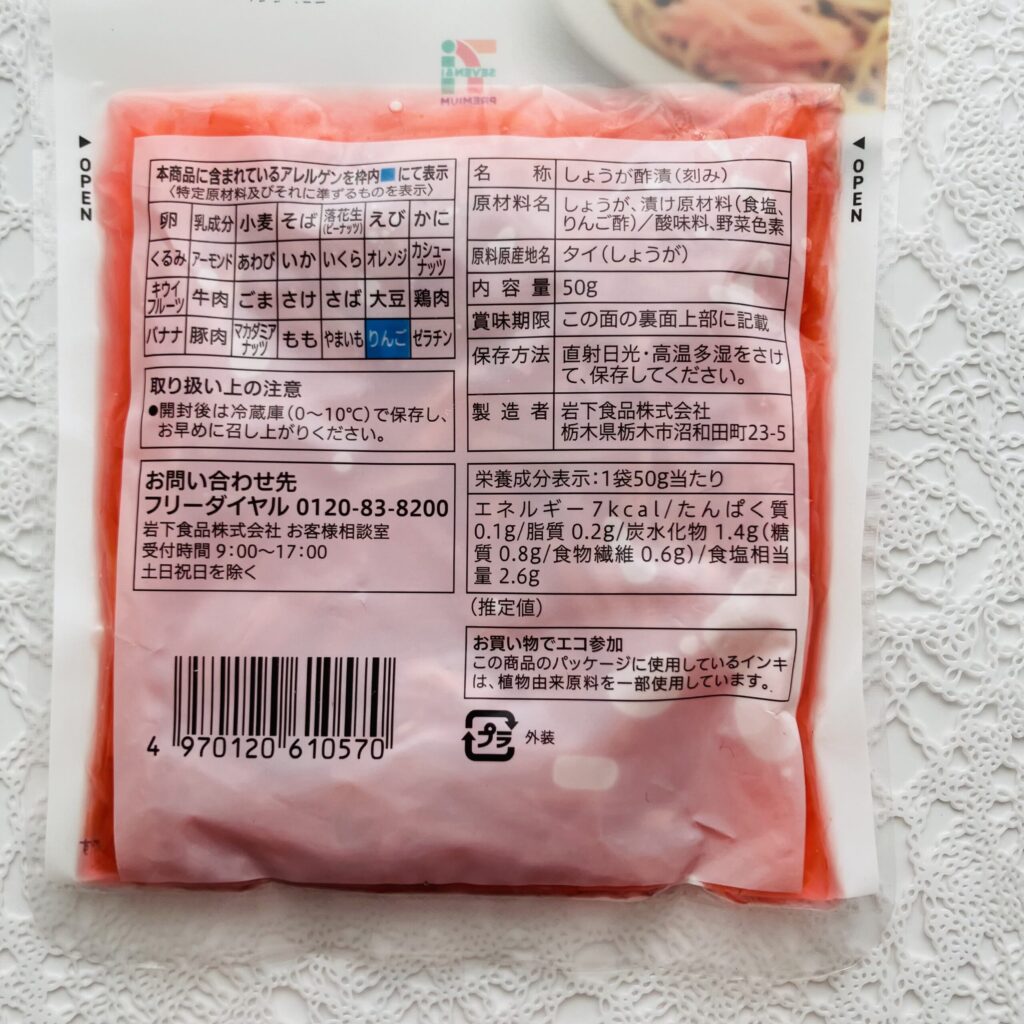 SEVEN&i
PREMIUM
OPEN
OPEN
本商品に含まれているアレルゲンを枠内■にて表示
〈特定原材料及びそれに準ずるものを表示〉
卵 乳成分 小麦 そば 落花生(ピーナッツ) えび かに
くるみ アーモンド あわび いか いくら オレンジ カシューナッツ
キウイフルーツ 牛肉 ごま さけ さば 大豆 鶏肉
バナナ 豚肉 マカダミアナッツ もも やまいも りんご ゼラチン
取り扱い上の注意
●開封後は冷蔵庫(0〜10℃)で保存し、
お早めに召し上がりください。
お問い合わせ先
フリーダイヤル 0120-83-8200
岩下食品株式会社 お客様相談室
受付時間 9:00〜17:00
土日祝日を除く
4 970120 610570
名称 しょうが酢漬(刻み)
原材料名 しょうが、漬け原材料(食塩、
りんご酢)/酸味料、野菜色素
原料原産地名 タイ(しょうが)
内容量 50g
賞味期限 この面の裏面上部に記載
保存方法 直射日光・高温多湿をさけ
て、保存してください。
製造者 岩下食品株式会社
栃木県栃木市沼和田町23-5
栄養成分表示:1袋50g当たり
エネルギー 7kcal/たんぱく質
0.1g/脂質 0.2g/炭水化物 1.4g(糖
質 0.8g/食物繊維 0.6g)/食塩相当
量 2.6g
(推定値)
お買い物でエコ参加
この商品のパッケージに使用しているインキ
は、植物由来原料を一部使用しています。
プラ 外装